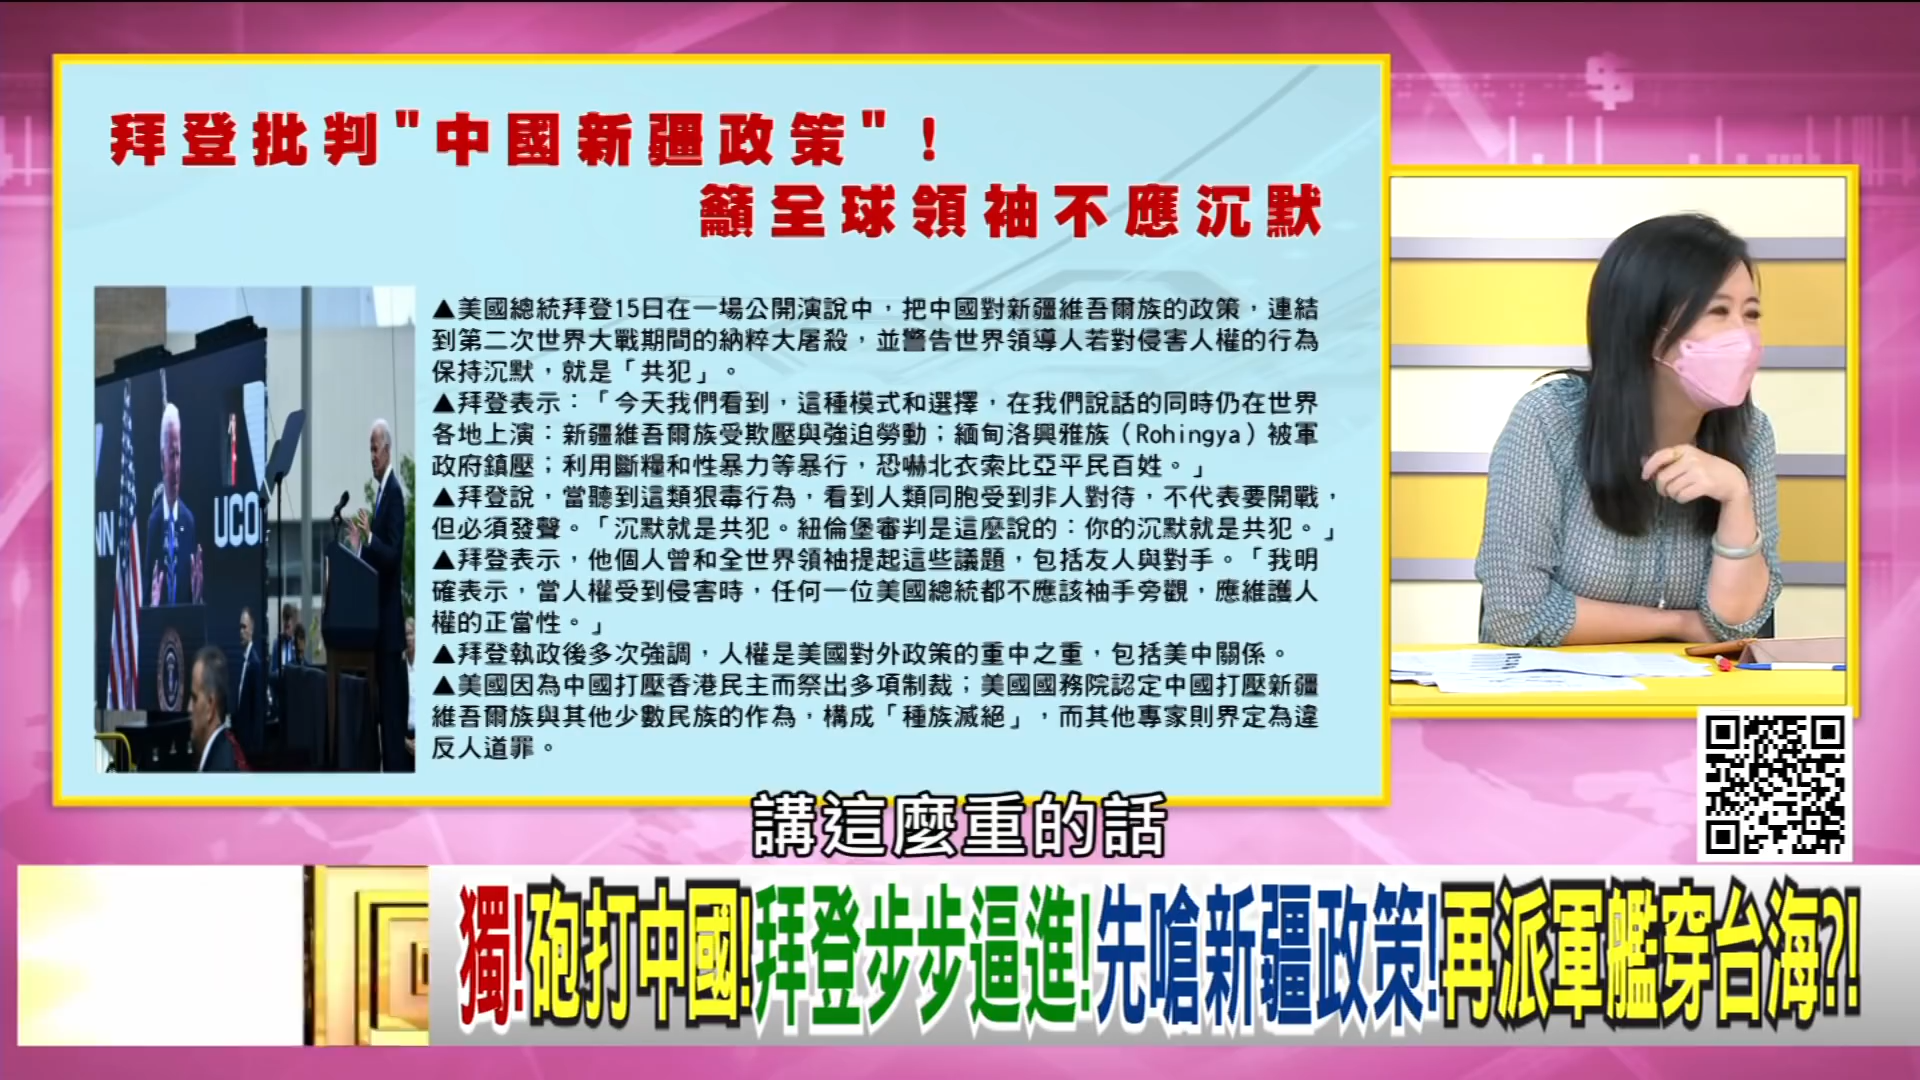 拜登批判"中國新疆政策"！
籲全球領袖不應沉默
▲美國總統拜登15日在一場公開演說中，把中國對新疆維吾爾族的政策，連結
到第二次世界大戰期間的納粹大屠殺，並警告世界領導人若對侵害人權的行為
保持沉默，就是「共犯」。
▲拜登表示：「今天我們看到，這種模式和選擇，在我們說話的同時仍在世界
各地上演：新疆維吾爾族受欺壓與強迫勞動；緬甸洛興雅族（Rohingya）被軍
政府鎮壓；利用斷糧和性暴力等暴行，恐嚇北衣索比亞平民百姓。」
▲拜登說，當聽到這類狠毒行為，看到人類同胞受到非人對待，不代表要開戰，
但必須發聲。「沉默就是共犯。紐倫堡審判是這麼說的：你的沉默就是共犯。」
▲拜登表示，他個人曾和全世界領袖提起這些議題，包括友人與對手。「我明
確表示，當人權受到侵害時，任何一位美國總統都不應該袖手旁觀，應維護人
權的正當性。」
▲拜登執政後多次強調，人權是美國對外政策的重中之重，包括美中關係。
▲美國因為中國打壓香港民主而祭出多項制裁；美國國務院認定中國打壓新疆
維吾爾族與其他少數民族的作為，構成「種族滅絕」，而其他專家則界定為違
反人道罪。
NN
UCO
講這麼重的話
獨!砲打中國!拜登步步逼進!先嗆新疆政策!再派軍艦穿台海?!